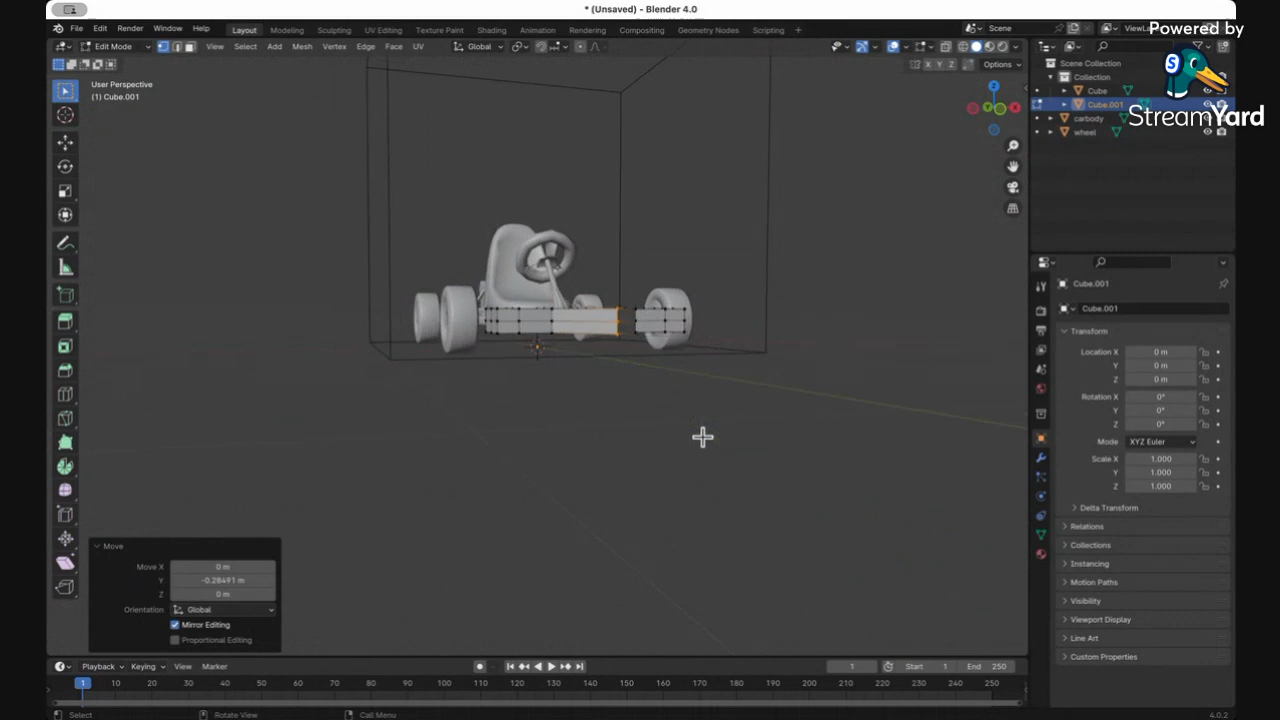 * (Unsaved) - Blender 4.0
File Edit Render Window Help Layout Modeling Sculpting UV Editing Texture Paint Shading Animation Rendering Compositing Geometry Nodes Scripting + Scene ViewLa
Powered by
StreamYard
Edit Mode View Select Add Mesh Vertex Edge Face UV Global
X Y Z Options
User Perspective
(1) Cube.001
Z
Y X
Scene Collection
Collection
Cube
Cube.001
carbody
wheel
Cube.001
Cube.001
Transform
Location X 0 m
Y 0 m
Z 0 m
Rotation X 0°
Y 0°
Z 0°
Mode XYZ Euler
Scale X 1.000
Y 1.000
Z 1.000
Delta Transform
Relations
Collections
Instancing
Motion Paths
Visibility
Viewport Display
Line Art
Custom Properties
Move
Move X 0 m
Y -0.28491 m
Z 0 m
Orientation Global
Mirror Editing
Proportional Editing
Playback Keying View Marker 1 Start 1 End 250
1 10 20 30 40 50 60 70 80 90 100 110 120 130 140 150 160 170 180 190 200 210 220 230 240 250
Select Rotate View Call Menu 4.0.2